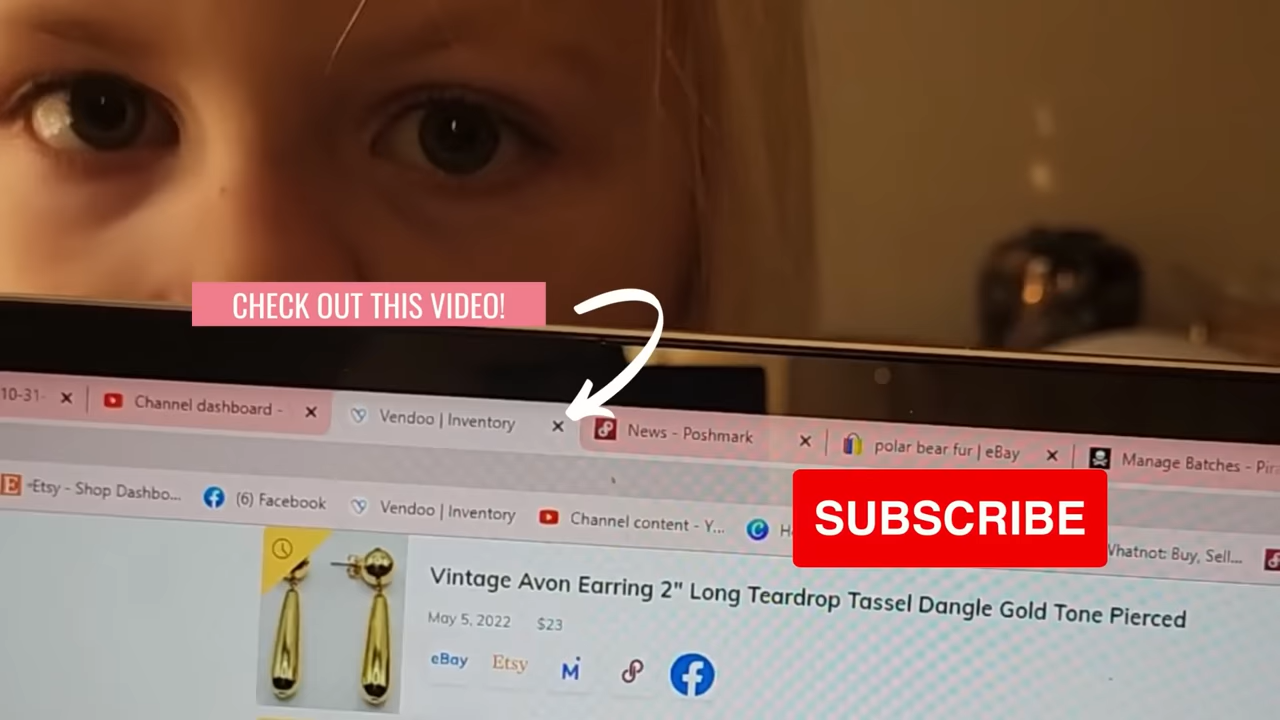 CHECK OUT THIS VIDEO!
10-31-
Channel dashboard -
Vendoo | Inventory
News - Poshmark
polar bear fur | eBay
Manage Batches - Pir
Etsy - Shop Dashbo...
(6) Facebook
Vendoo | Inventory
Channel content - Y...
SUBSCRIBE
Whatnot: Buy, Sell...
Vintage Avon Earring 2" Long Teardrop Tassel Dangle Gold Tone Pierced
May 5, 2022 $23
eBay Etsy